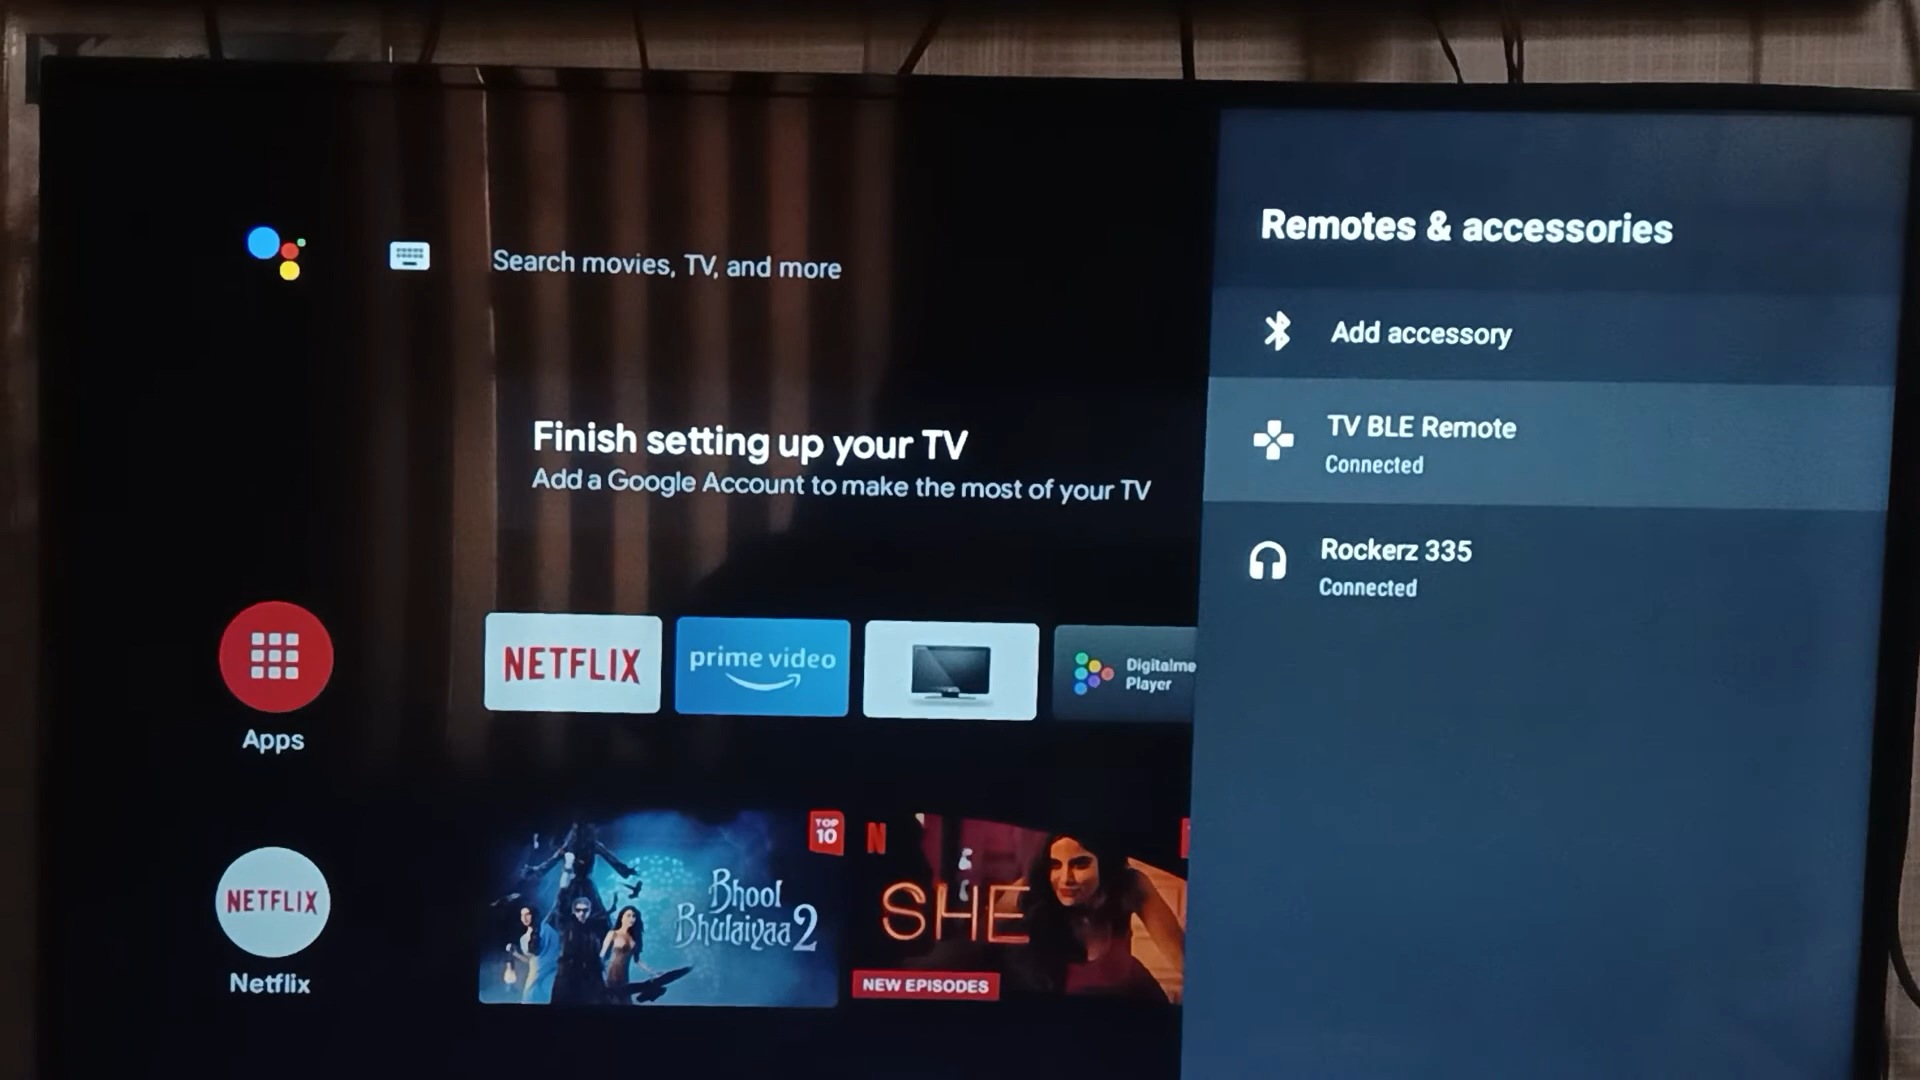 Search movies, TV, and more
Finish setting up your TV
Add a Google Account to make the most of your TV
Apps
NETFLIX
prime video
Digitalme
Player
NETFLIX
Netflix
TOP
10
Bhool
Bhulaiyaa 2
N
SHE
NEW EPISODES
Remotes & accessories
Add accessory
TV BLE Remote
Connected
Rockerz 335
Connected